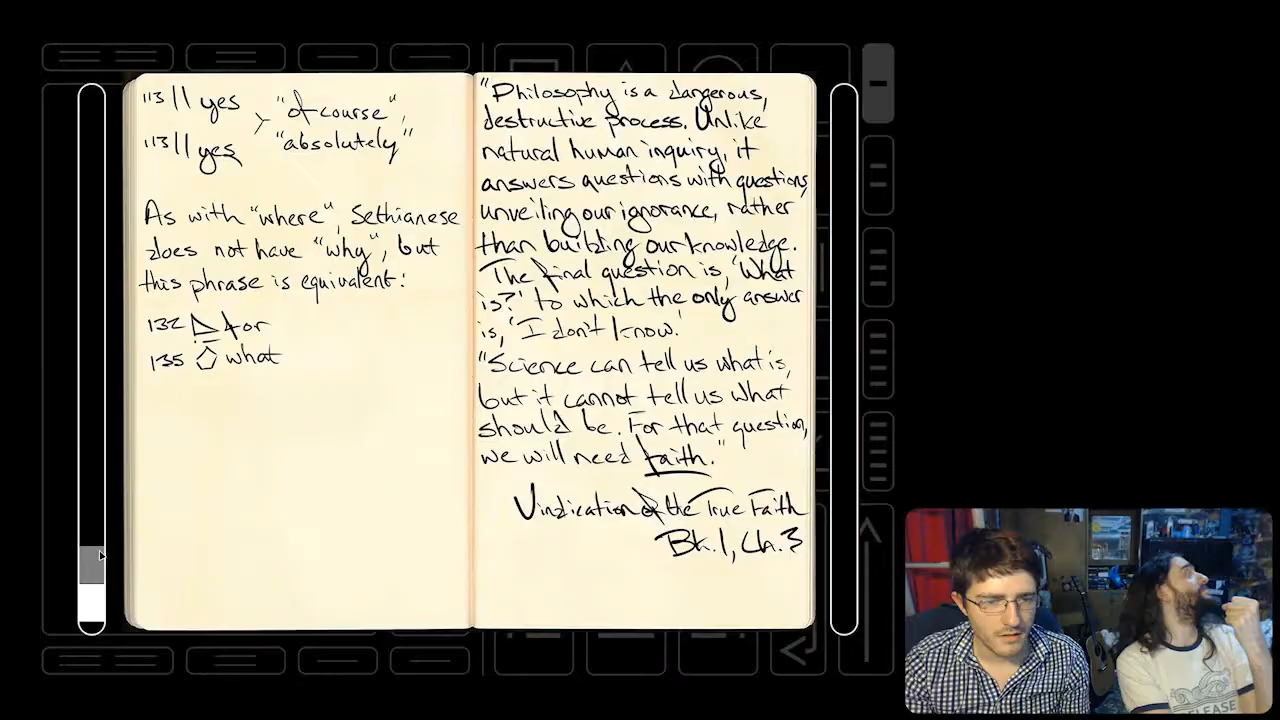 113 || yes
"of course",
113 || yes
"absolutely"
As with "where", Sethianese
does not have "why", but
this phrase is equivalent:
132 for
135 what
"Philosophy is a dangerous,
destructive process. Unlike
natural human inquiry, it
answers questions with questions,
unveiling our ignorance, rather
than building our knowledge.
The final question is, 'What
is?' to which the only answer
is, 'I don't know.'
"Science can tell us what is,
but it cannot tell us what
should be. For that question,
we will need faith."
Vindication of the True Faith
Bk. 1, Ch. 3
RELEASE